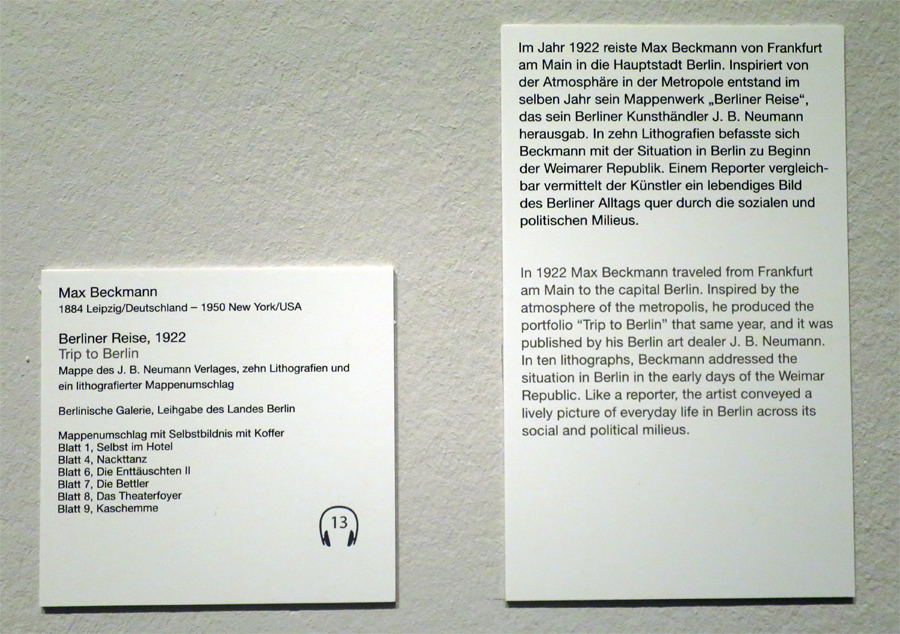 Max Beckmann
1884 Leipzig/Deutschland – 1950 New York/USA
Berliner Reise, 1922
Trip to Berlin
Mappe des J. B. Neumann Verlages, zehn Lithografien und
ein lithografierter Mappenumschlag
Berlinische Galerie, Leihgabe des Landes Berlin
Mappenumschlag mit Selbstbildnis mit Koffer
Blatt 1, Selbst im Hotel
Blatt 4, Nackttanz
Blatt 6, Die Enttäuschten II
Blatt 7, Die Bettler
Blatt 8, Das Theaterfoyer
Blatt 9, Kaschemme
13
Im Jahr 1922 reiste Max Beckmann von Frankfurt
am Main in die Hauptstadt Berlin. Inspiriert von
der Atmosphäre in der Metropole entstand im
selben Jahr sein Mappenwerk „Berliner Reise“,
das sein Berliner Kunsthändler J. B. Neumann
herausgab. In zehn Lithografien befasste sich
Beckmann mit der Situation in Berlin zu Beginn
der Weimarer Republik. Einem Reporter vergleich-
bar vermittelt der Künstler ein lebendiges Bild
des Berliner Alltags quer durch die sozialen und
politischen Milieus.
In 1922 Max Beckmann traveled from Frankfurt
am Main to the capital Berlin. Inspired by the
atmosphere of the metropolis, he produced the
portfolio “Trip to Berlin” that same year, and it was
published by his Berlin art dealer J. B. Neumann.
In ten lithographs, Beckmann addressed the
situation in Berlin in the early days of the Weimar
Republic. Like a reporter, the artist conveyed a
lively picture of everyday life in Berlin across its
social and political milieus.